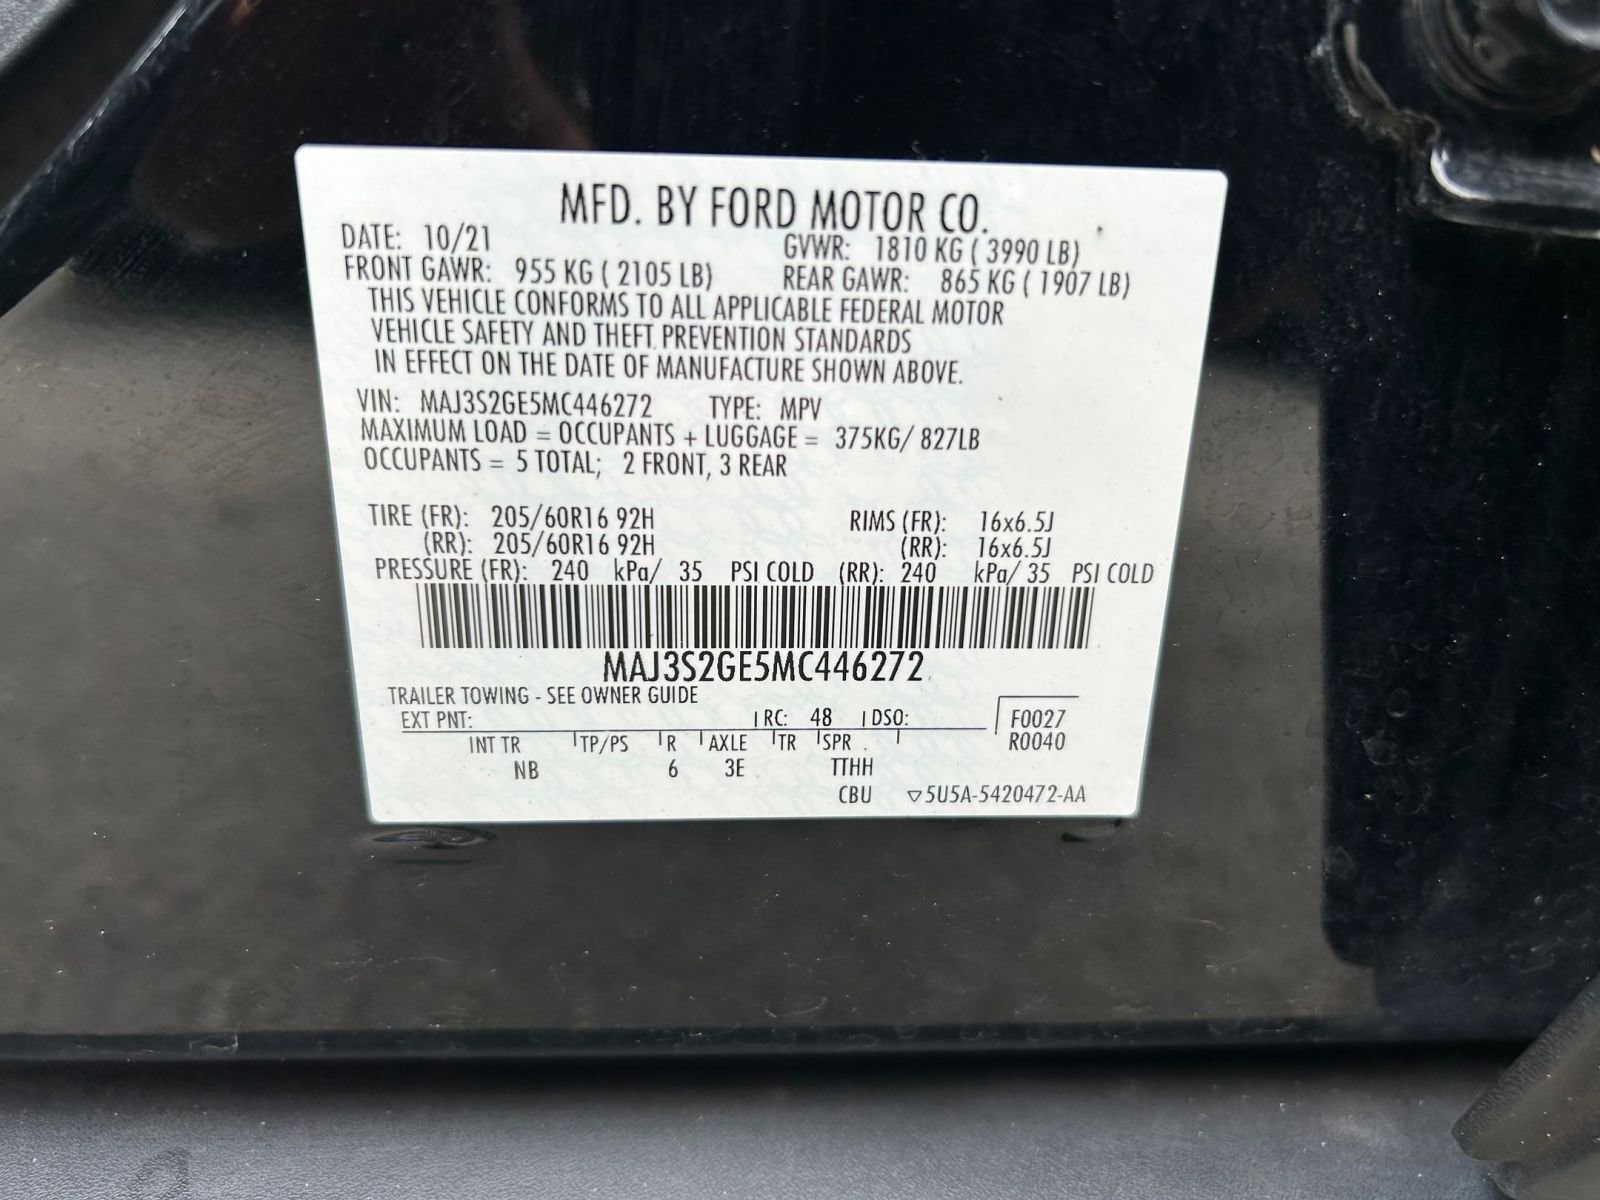 MFD. BY FORD MOTOR CO.
DATE: 10/21 GVWR: 1810 KG ( 3990 LB)
FRONT GAWR: 955 KG ( 2105 LB) REAR GAWR: 865 KG ( 1907 LB)
THIS VEHICLE CONFORMS TO ALL APPLICABLE FEDERAL MOTOR
VEHICLE SAFETY AND THEFT PREVENTION STANDARDS
IN EFFECT ON THE DATE OF MANUFACTURE SHOWN ABOVE.
VIN: MAJ3S2GE5MC446272 TYPE: MPV
MAXIMUM LOAD = OCCUPANTS + LUGGAGE = 375KG/ 827LB
OCCUPANTS = 5 TOTAL; 2 FRONT, 3 REAR
TIRE (FR): 205/60R16 92H RIMS (FR): 16x6.5J
(RR): 205/60R16 92H (RR): 16x6.5J
PRESSURE (FR): 240 kPa/ 35 PSI COLD (RR): 240 kPa/ 35 PSI COLD
MAJ3S2GE5MC446272
TRAILER TOWING - SEE OWNER GUIDE
EXT PNT: RC: 48 DSO: F0027
INT TR TP/PS R AXLE TR SPR R0040
NB 6 3E TTHH
CBU ▽5U5A-5420472-AA